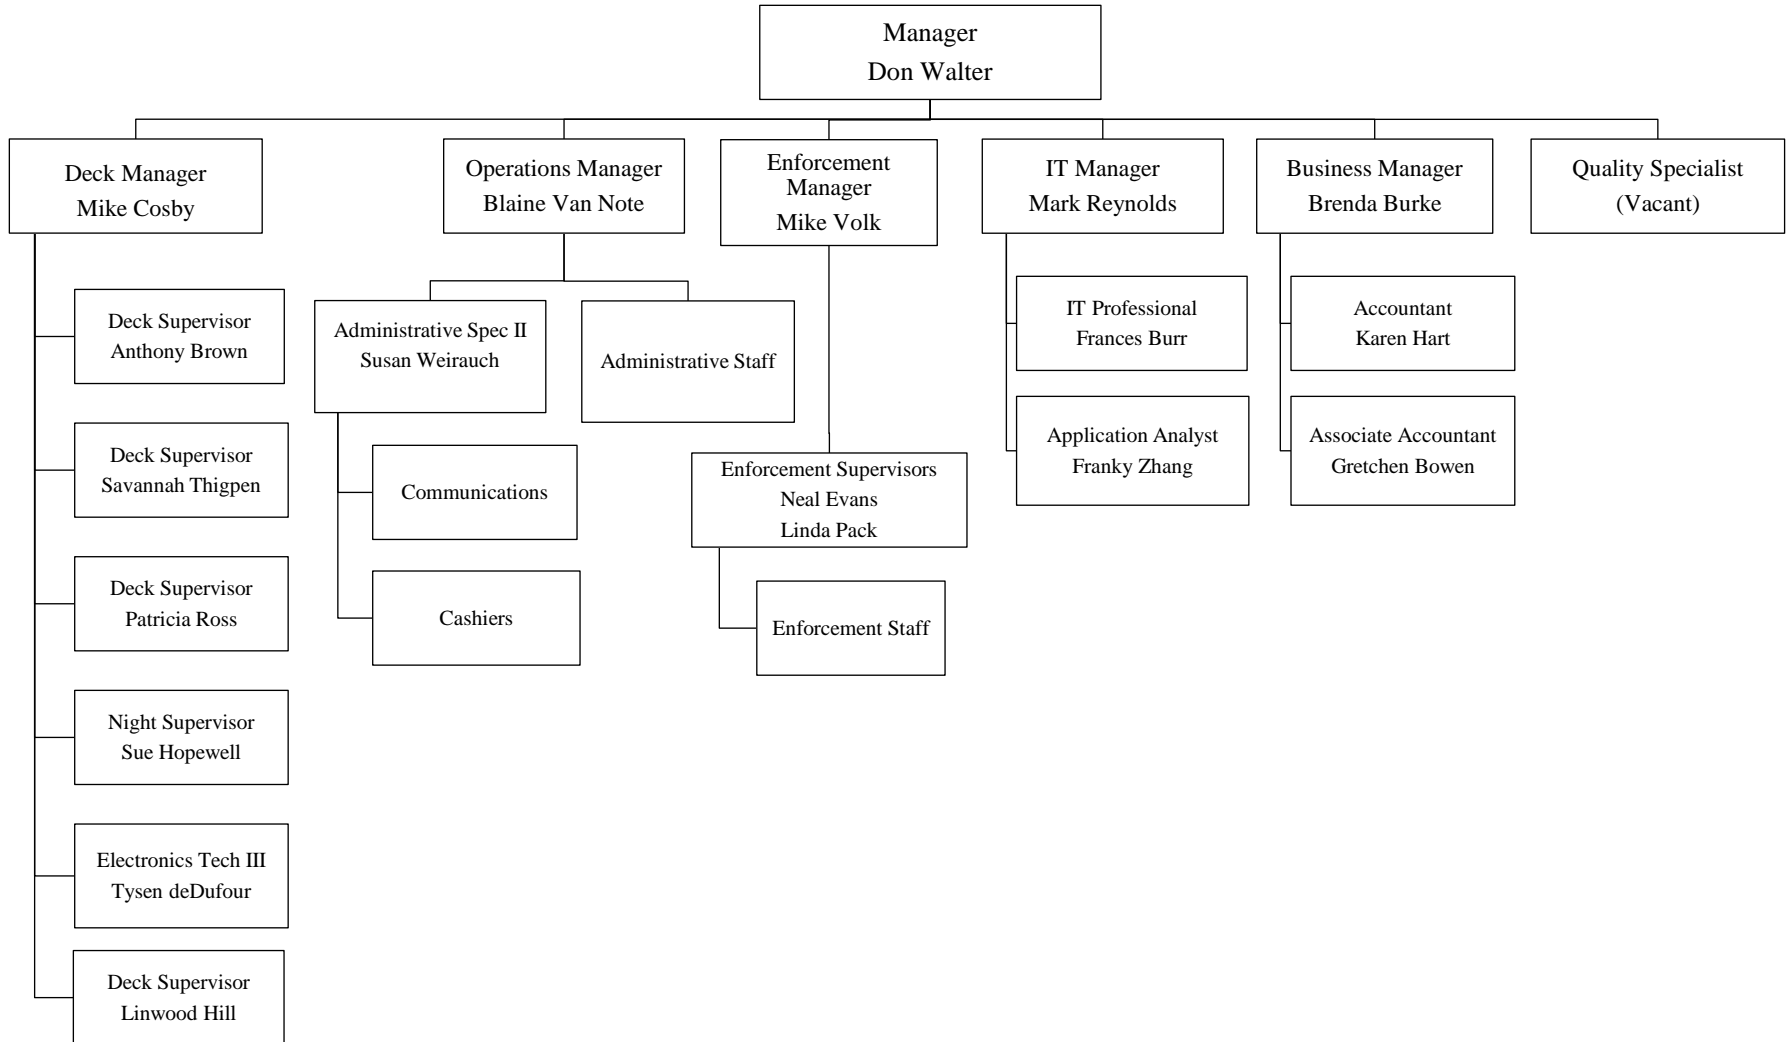 Manager
Don Walter
Deck Manager
Mike Cosby
Operations Manager
Blaine Van Note
Enforcement
Manager
Mike Volk
IT Manager
Mark Reynolds
Business Manager
Brenda Burke
Quality Specialist
(Vacant)
Deck Supervisor
Anthony Brown
Deck Supervisor
Savannah Thigpen
Deck Supervisor
Patricia Ross
Night Supervisor
Sue Hopewell
Electronics Tech III
Tysen deDufour
Deck Supervisor
Linwood Hill
Administrative Spec II
Susan Weirauch
Administrative Staff
Communications
Cashiers
Enforcement Supervisors
Neal Evans
Linda Pack
Enforcement Staff
IT Professional
Frances Burr
Application Analyst
Franky Zhang
Accountant
Karen Hart
Associate Accountant
Gretchen Bowen